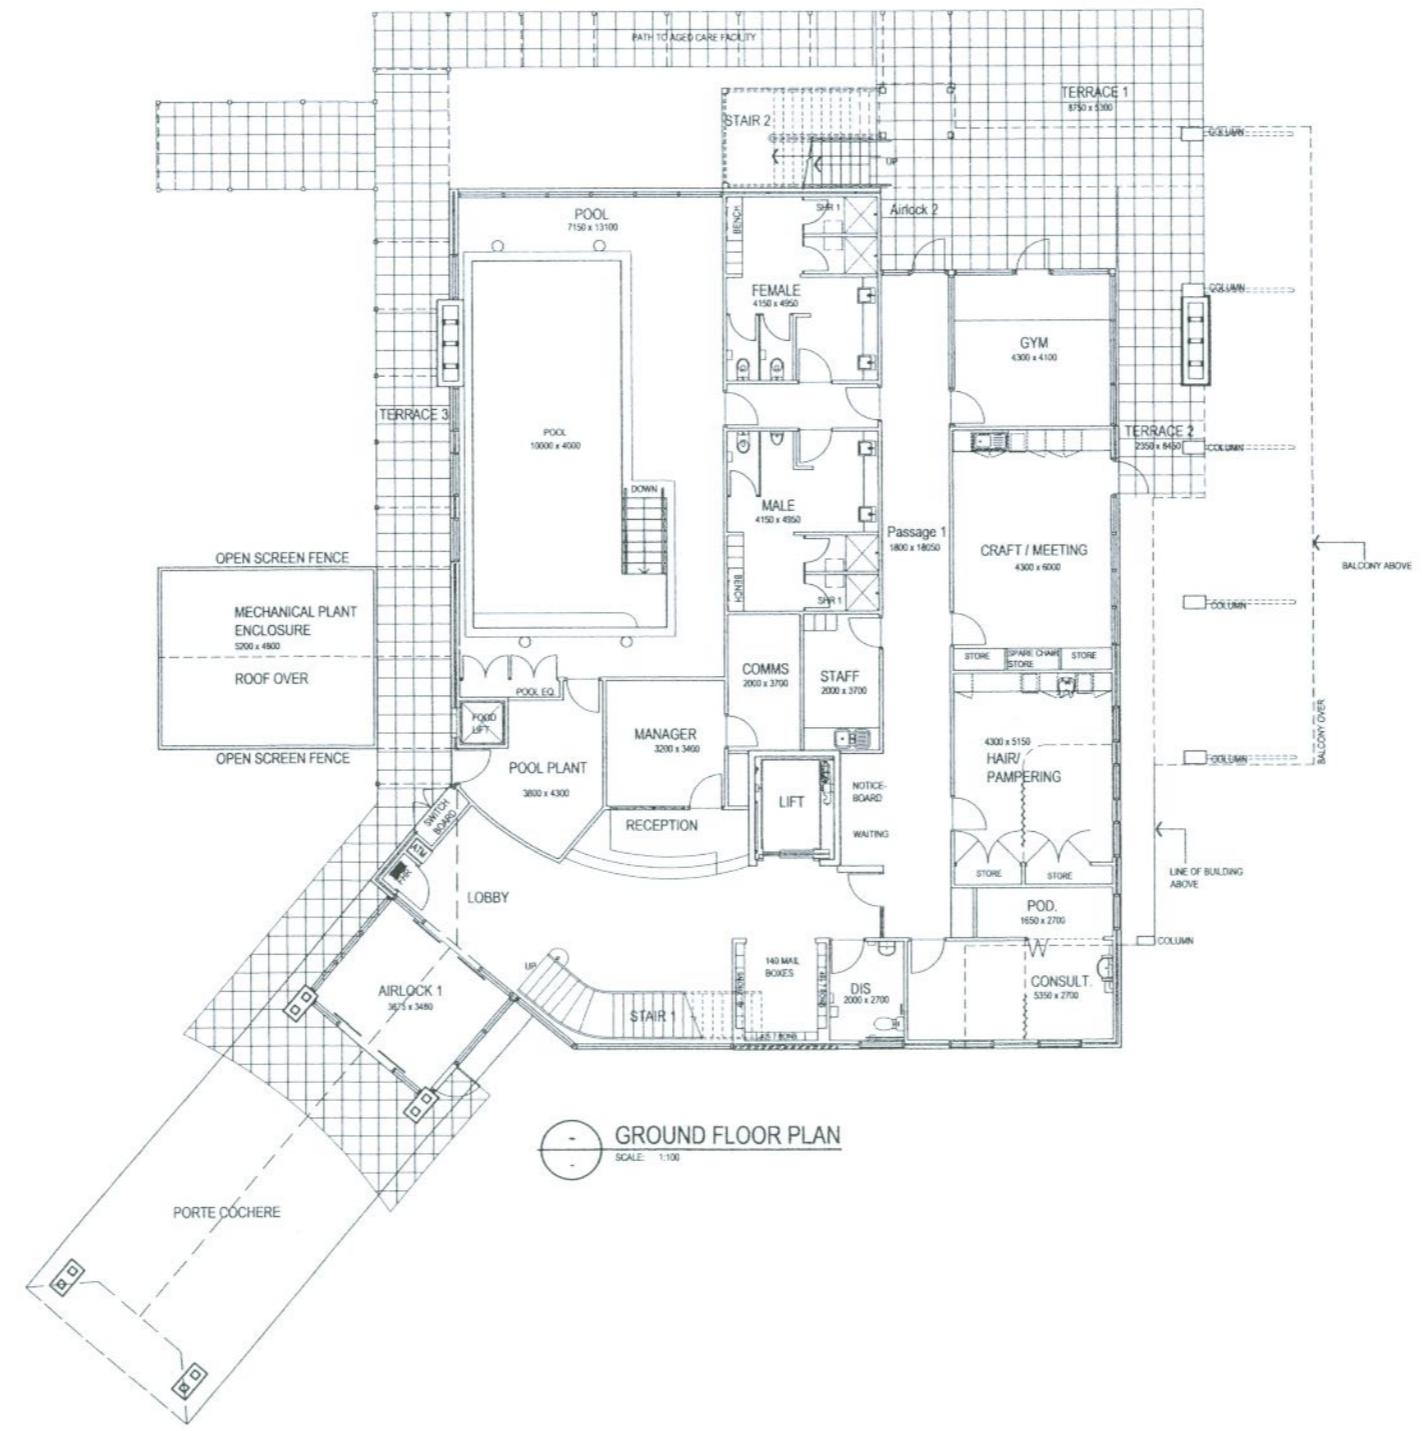 PATH TO AGED CARE FACILITY
TERRACE 1
8750 x 5300
STAIR 2
UP
COLUMN
POOL
7150 x 13100
BENCH
SHR 1
Airlock 2
FEMALE
4150 x 4950
COLUMN
GYM
4300 x 4100
TERRACE 3
POOL
10000 x 4000
TERRACE 2
2350 x 8450
COLUMN
DOWN
MALE
4150 x 4950
Passage 1
1800 x 18050
CRAFT / MEETING
4300 x 6000
BALCONY ABOVE
OPEN SCREEN FENCE
MECHANICAL PLANT
ENCLOSURE
5200 x 4800
ROOF OVER
OPEN SCREEN FENCE
BENCH
SHR 1
COLUMN
STORE
SPARE CHAIR
STORE
STORE
COMMS
2000 x 3700
STAFF
2000 x 3700
POOL EQ.
FOOD
LIFT
MANAGER
3200 x 3400
4300 x 5150
HAIR/
PAMPERING
BALCONY OVER
COLUMN
POOL PLANT
3800 x 4300
LIFT
NOTICE-
BOARD
WAITING
SWITCH
BOARD
ATM
FHR
RECEPTION
STORE
STORE
LINE OF BUILDING
ABOVE
LOBBY
POD.
1650 x 2700
COLUMN
UP
140 MAIL
BOXES
AIRLOCK 1
3675 x 3480
STAIR 1
DIS
2000 x 2700
CONSULT.
5350 x 2700
GROUND FLOOR PLAN
SCALE: 1:100
PORTE COCHERE